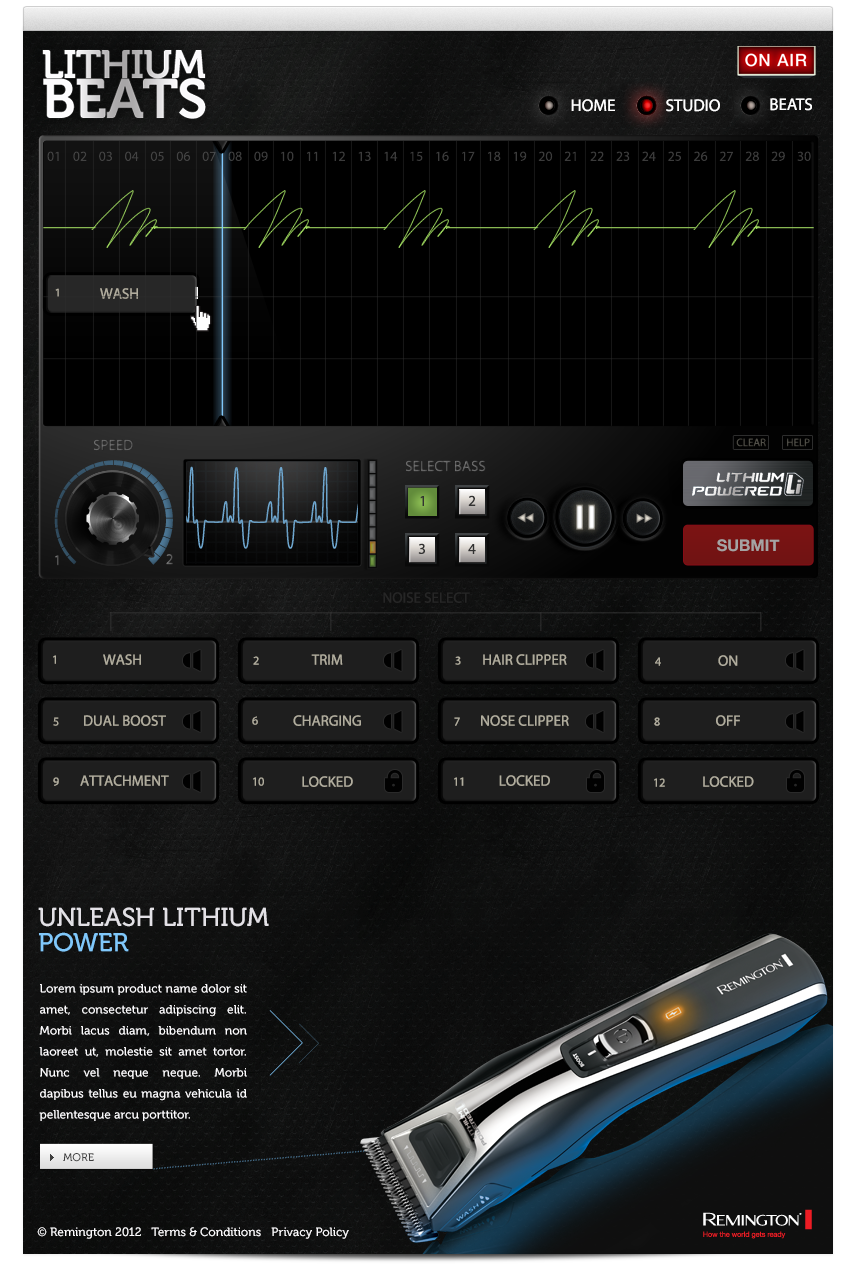 LITHIUM
BEATS
ON AIR
HOME STUDIO BEATS
01 02 03 04 05 06 07 08 09 10 11 12 13 14 15 16 17 18 19 20 21 22 23 24 25 26 27 28 29 30
1 WASH
CLEAR HELP
SPEED
1 2
SELECT BASS
1 2
3 4
LITHIUM
POWERED Li
SUBMIT
NOISE SELECT
1 WASH
2 TRIM
3 HAIR CLIPPER
4 ON
5 DUAL BOOST
6 CHARGING
7 NOSE CLIPPER
8 OFF
9 ATTACHMENT
10 LOCKED
11 LOCKED
12 LOCKED
UNLEASH LITHIUM
POWER
Lorem ipsum product name dolor sit
amet, consectetur adipiscing elit.
Morbi lacus diam, bibendum non
laoreet ut, molestie sit amet tortor.
Nunc vel neque neque. Morbi
dapibus tellus eu magna vehicula id
pellentesque arcu porttitor.
MORE
REMINGTON
BOOST
WASH
© Remington 2012 Terms & Conditions Privacy Policy
REMINGTON
How the world gets ready